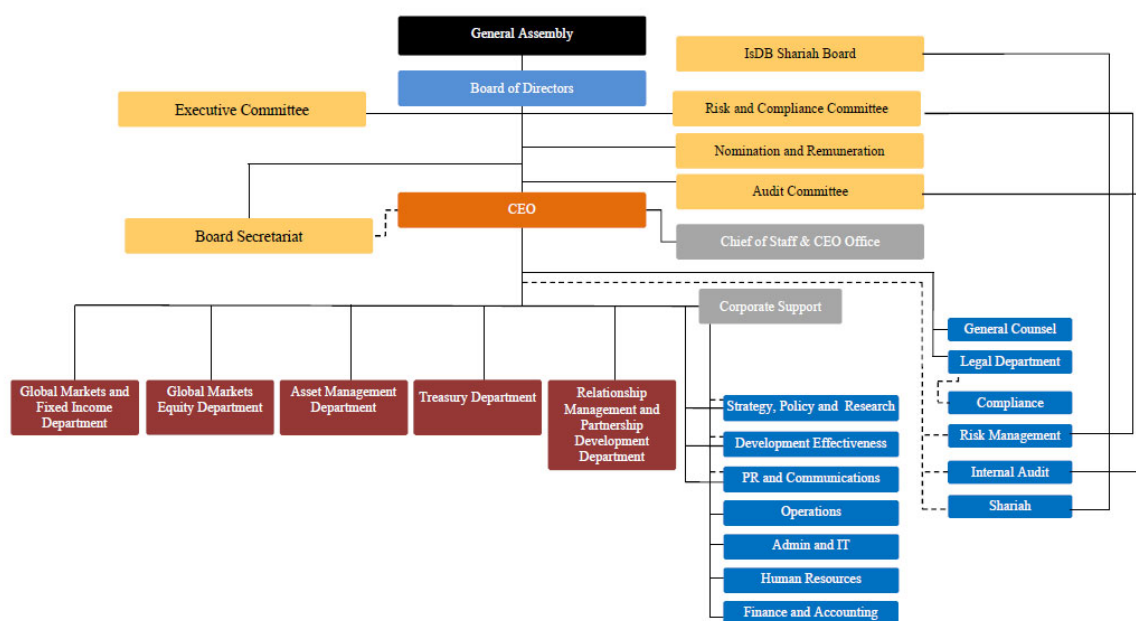 General Assembly
IsDB Shariah Board
Board of Directors
Executive Committee
Risk and Compliance Committee
Nomination and Remuneration
Audit Committee
CEO
Board Secretariat
Chief of Staff & CEO Office
Corporate Support
General Counsel
Legal Department
Compliance
Risk Management
Internal Audit
Shariah
Global Markets and
Fixed Income
Department
Global Markets
Equity Department
Asset Management
Department
Treasury Department
Relationship
Management and
Partnership
Development
Department
Strategy, Policy and Research
Development Effectiveness
PR and Communications
Operations
Admin and IT
Human Resources
Finance and Accounting